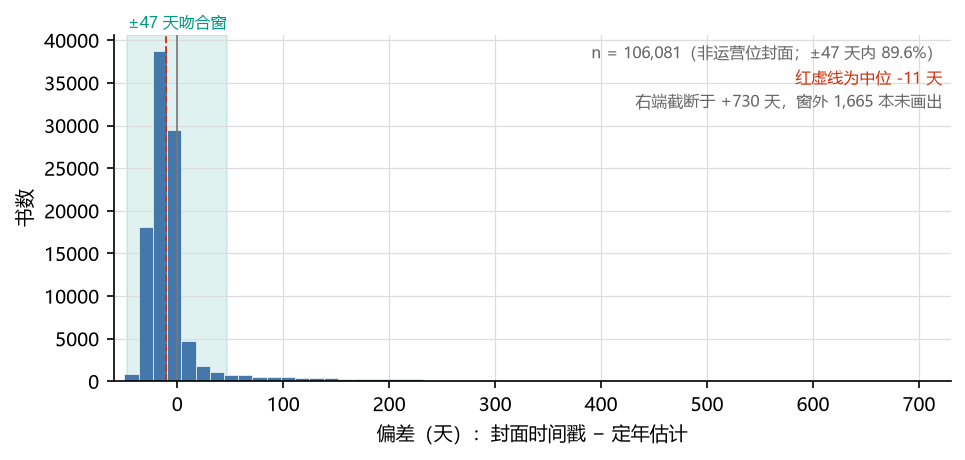 ±47 天吻合窗
n = 106,081（非运营位封面；±47 天内 89.6%）
红虚线为中位 -11 天
右端截断于 +730 天，窗外 1,665 本未画出
书数
40000
35000
30000
25000
20000
15000
10000
5000
0
0 100 200 300 400 500 600 700
偏差（天）：封面时间戳 − 定年估计